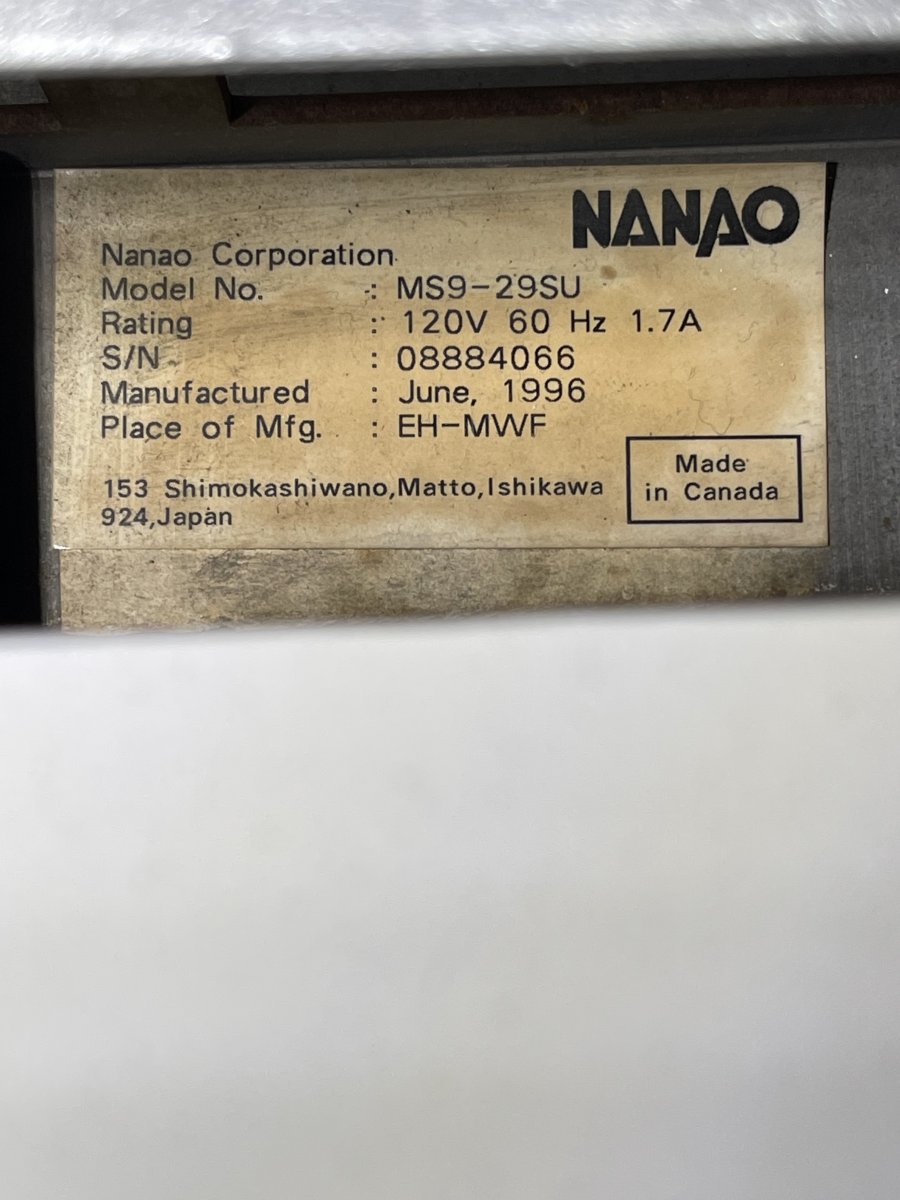 NANAO
Nanao Corporation
Model No. : MS9-29SU
Rating : 120V 60 Hz 1.7A
S/N : 08884066
Manufactured : June, 1996
Place of Mfg. : EH-MWF
153 Shimokashiwano,Matto,Ishikawa
924,Japan
Made
in Canada